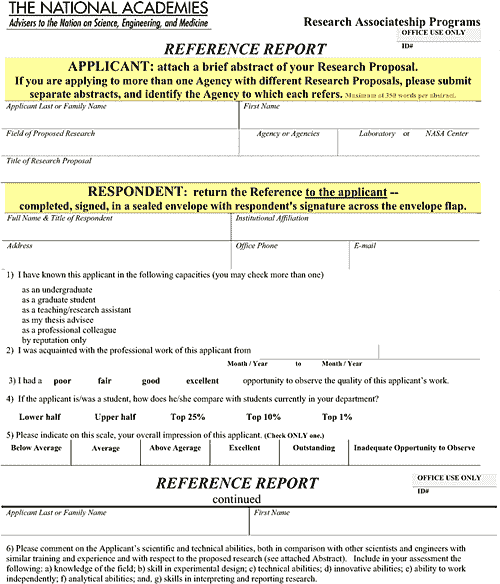 THE NATIONAL ACADEMIES
Advisers to the Nation on Science, Engineering, and Medicine
Research Associateship Programs
OFFICE USE ONLY
REFERENCE REPORT
ID#
APPLICANT: attach a brief abstract of your Research Proposal.
If you are applying to more than one Agency with different Research Proposals, please submit
separate abstracts, and identify the Agency to which each refers. Maximum of 350 words per abstract.
Applicant Last or Family Name First Name
Field of Proposed Research Agency or Agencies Laboratory or NASA Center
Title of Research Proposal
RESPONDENT: return the Reference to the applicant --
completed, signed, in a sealed envelope with respondent's signature across the envelope flap.
Full Name & Title of Respondent Institutional Affiliation
Address Office Phone E-mail
1) I have known this applicant in the following capacities (you may check more than one)
as an undergraduate
as a graduate student
as a teaching/research assistant
as my thesis advisee
as a professional colleague
by reputation only
2) I was acquainted with the professional work of this applicant from
Month / Year to Month / Year
3) I had a poor fair good excellent opportunity to observe the quality of this applicant's work.
4) If the applicant is/was a student, how does he/she compare with students currently in your department?
Lower half Upper half Top 25% Top 10% Top 1%
5) Please indicate on this scale, your overall impression of this applicant. (Check ONLY one.)
Below Average Average Above Agerage Excellent Outstanding Inadequate Opportunity to Observe
REFERENCE REPORT
OFFICE USE ONLY
continued
ID#
Applicant Last or Family Name First Name
6) Please comment on the Applicant's scientific and technical abilities, both in comparison with other scientists and engineers with
similar training and experience and with respect to the proposed research (see attached Abstract). Include in your assessment the
following: a) knowledge of the field; b) skill in experimental design; c) technical abilities; d) innovative abilities; e) ability to work
independently; f) analytical abilities; and, g) skills in interpreting and reporting research.